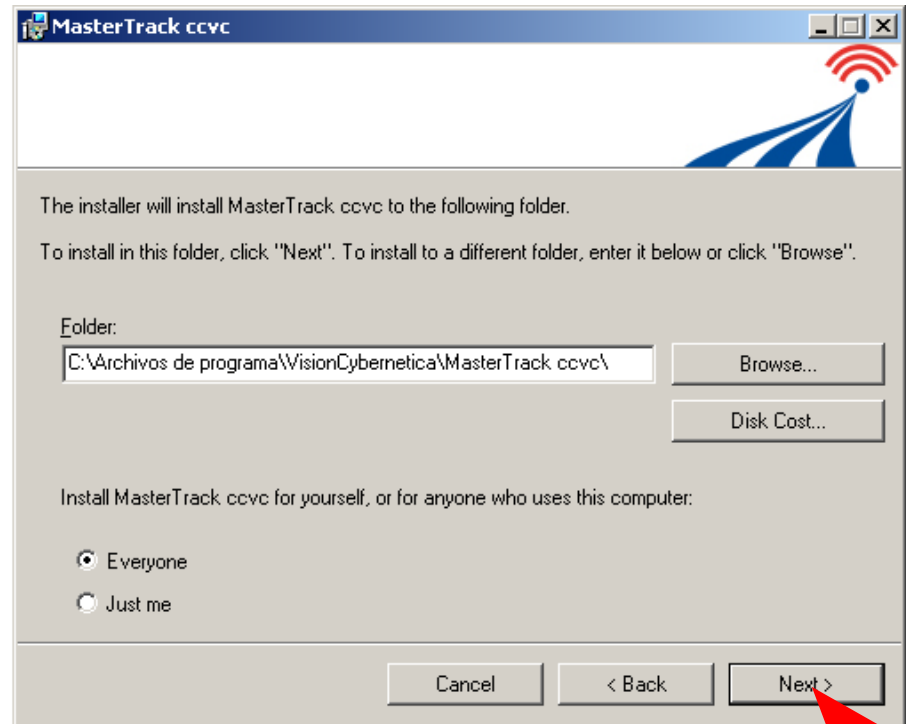 MasterTrack ccvc
The installer will install MasterTrack ccvc to the following folder.
To install in this folder, click "Next". To install to a different folder, enter it below or click "Browse".
Folder:
C:\Archivos de programa\VisionCybernetica\MasterTrack ccvc\
Browse...
Disk Cost...
Install MasterTrack ccvc for yourself, or for anyone who uses this computer:
Everyone
Just me
Cancel
< Back
Next >